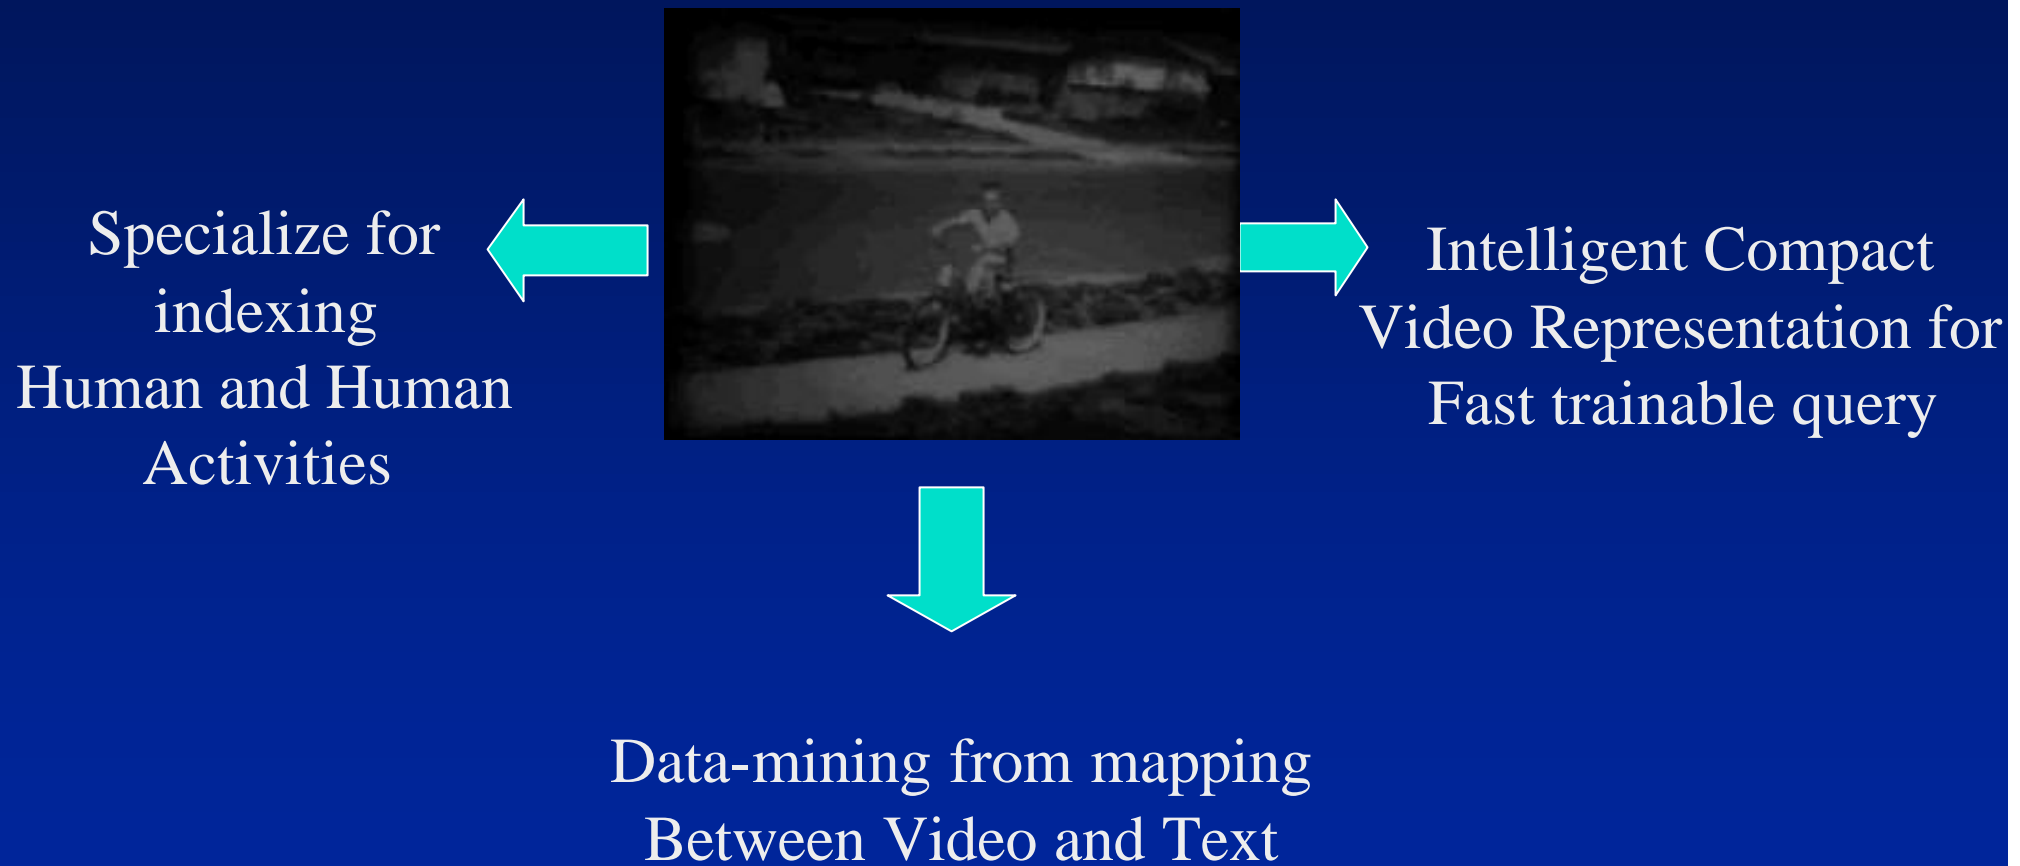 Specialize for
indexing
Human and Human
Activities
Intelligent Compact
Video Representation for
Fast trainable query
Data-mining from mapping
Between Video and Text